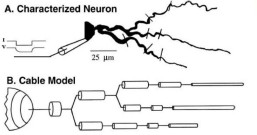 A. Characterized Neuron
I
V
25 µm
B. Cable Model